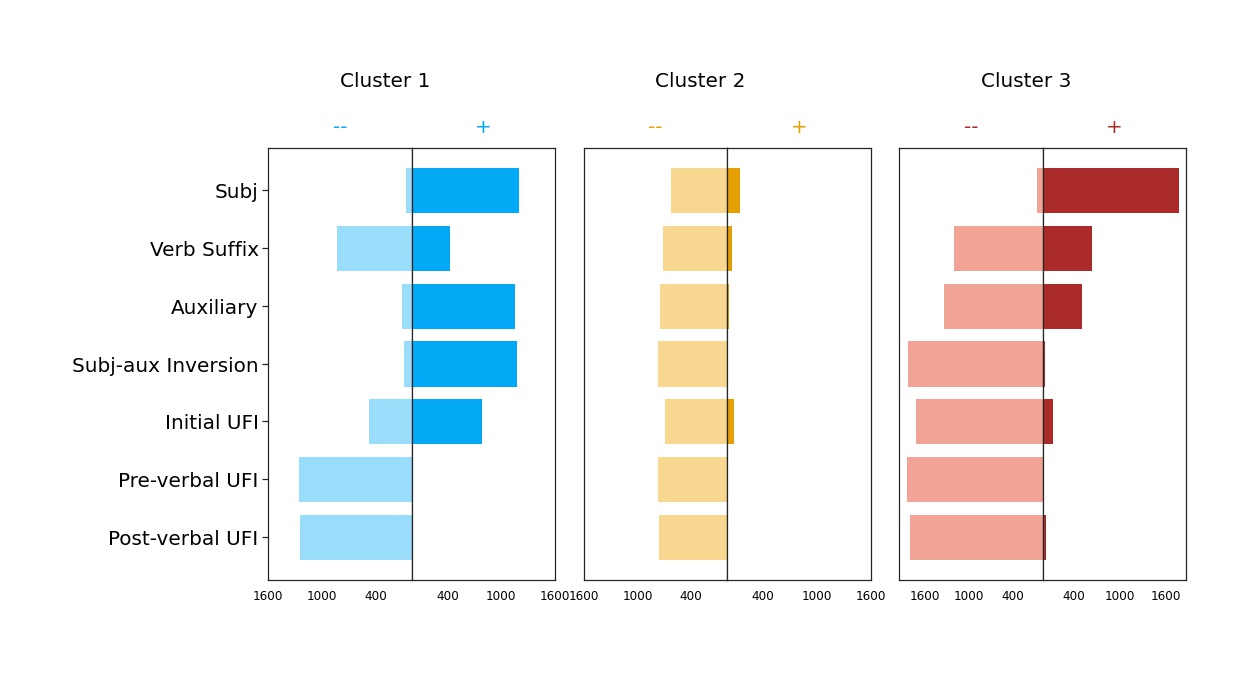 Cluster 1 Cluster 2 Cluster 3
-- + -- + -- +
Subj
Verb Suffix
Auxiliary
Subj-aux Inversion
Initial UFI
Pre-verbal UFI
Post-verbal UFI
1600 1000 400 400 1000 1600 1600 1000 400 400 1000 1600 1600 1000 400 400 1000 1600